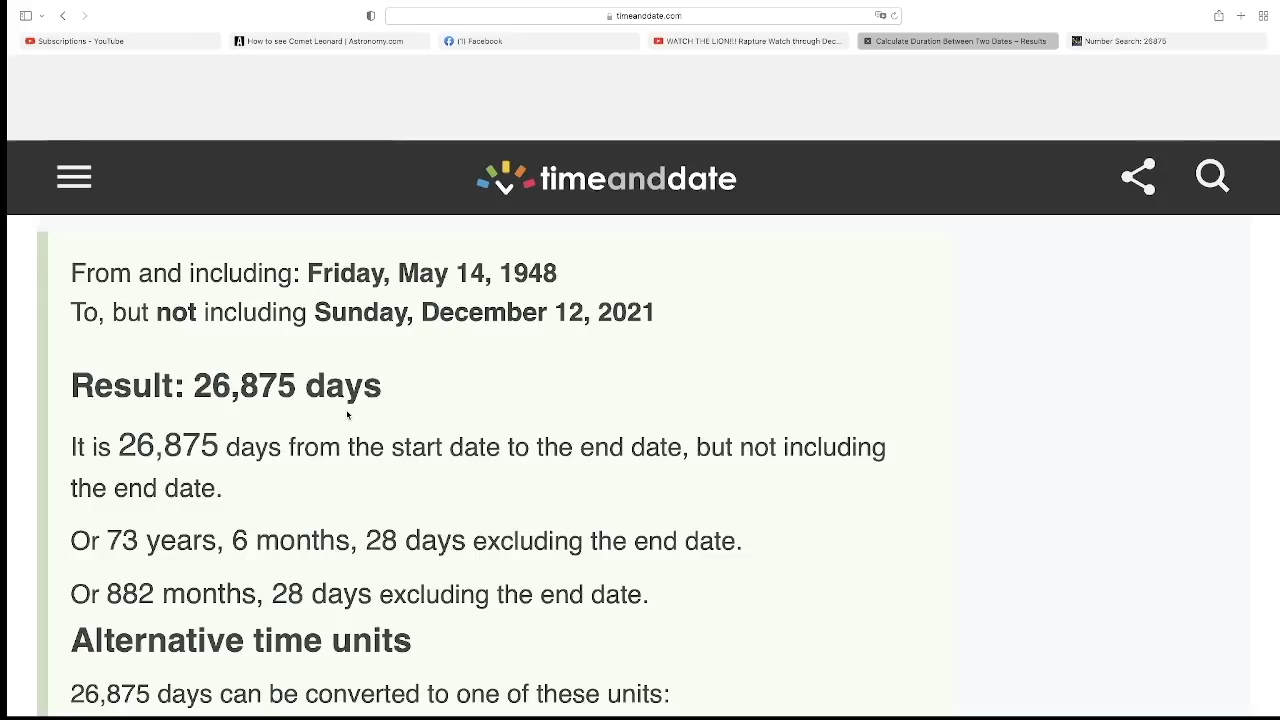 timeanddate.com
Subscriptions - YouTube
How to see Comet Leonard | Astronomy.com
(1) Facebook
WATCH THE LION!!! Rapture Watch through Dec...
Calculate Duration Between Two Dates – Results
Number Search: 26875
timeanddate
From and including: Friday, May 14, 1948
To, but not including Sunday, December 12, 2021
Result: 26,875 days
It is 26,875 days from the start date to the end date, but not including
the end date.
Or 73 years, 6 months, 28 days excluding the end date.
Or 882 months, 28 days excluding the end date.
Alternative time units
26,875 days can be converted to one of these units: